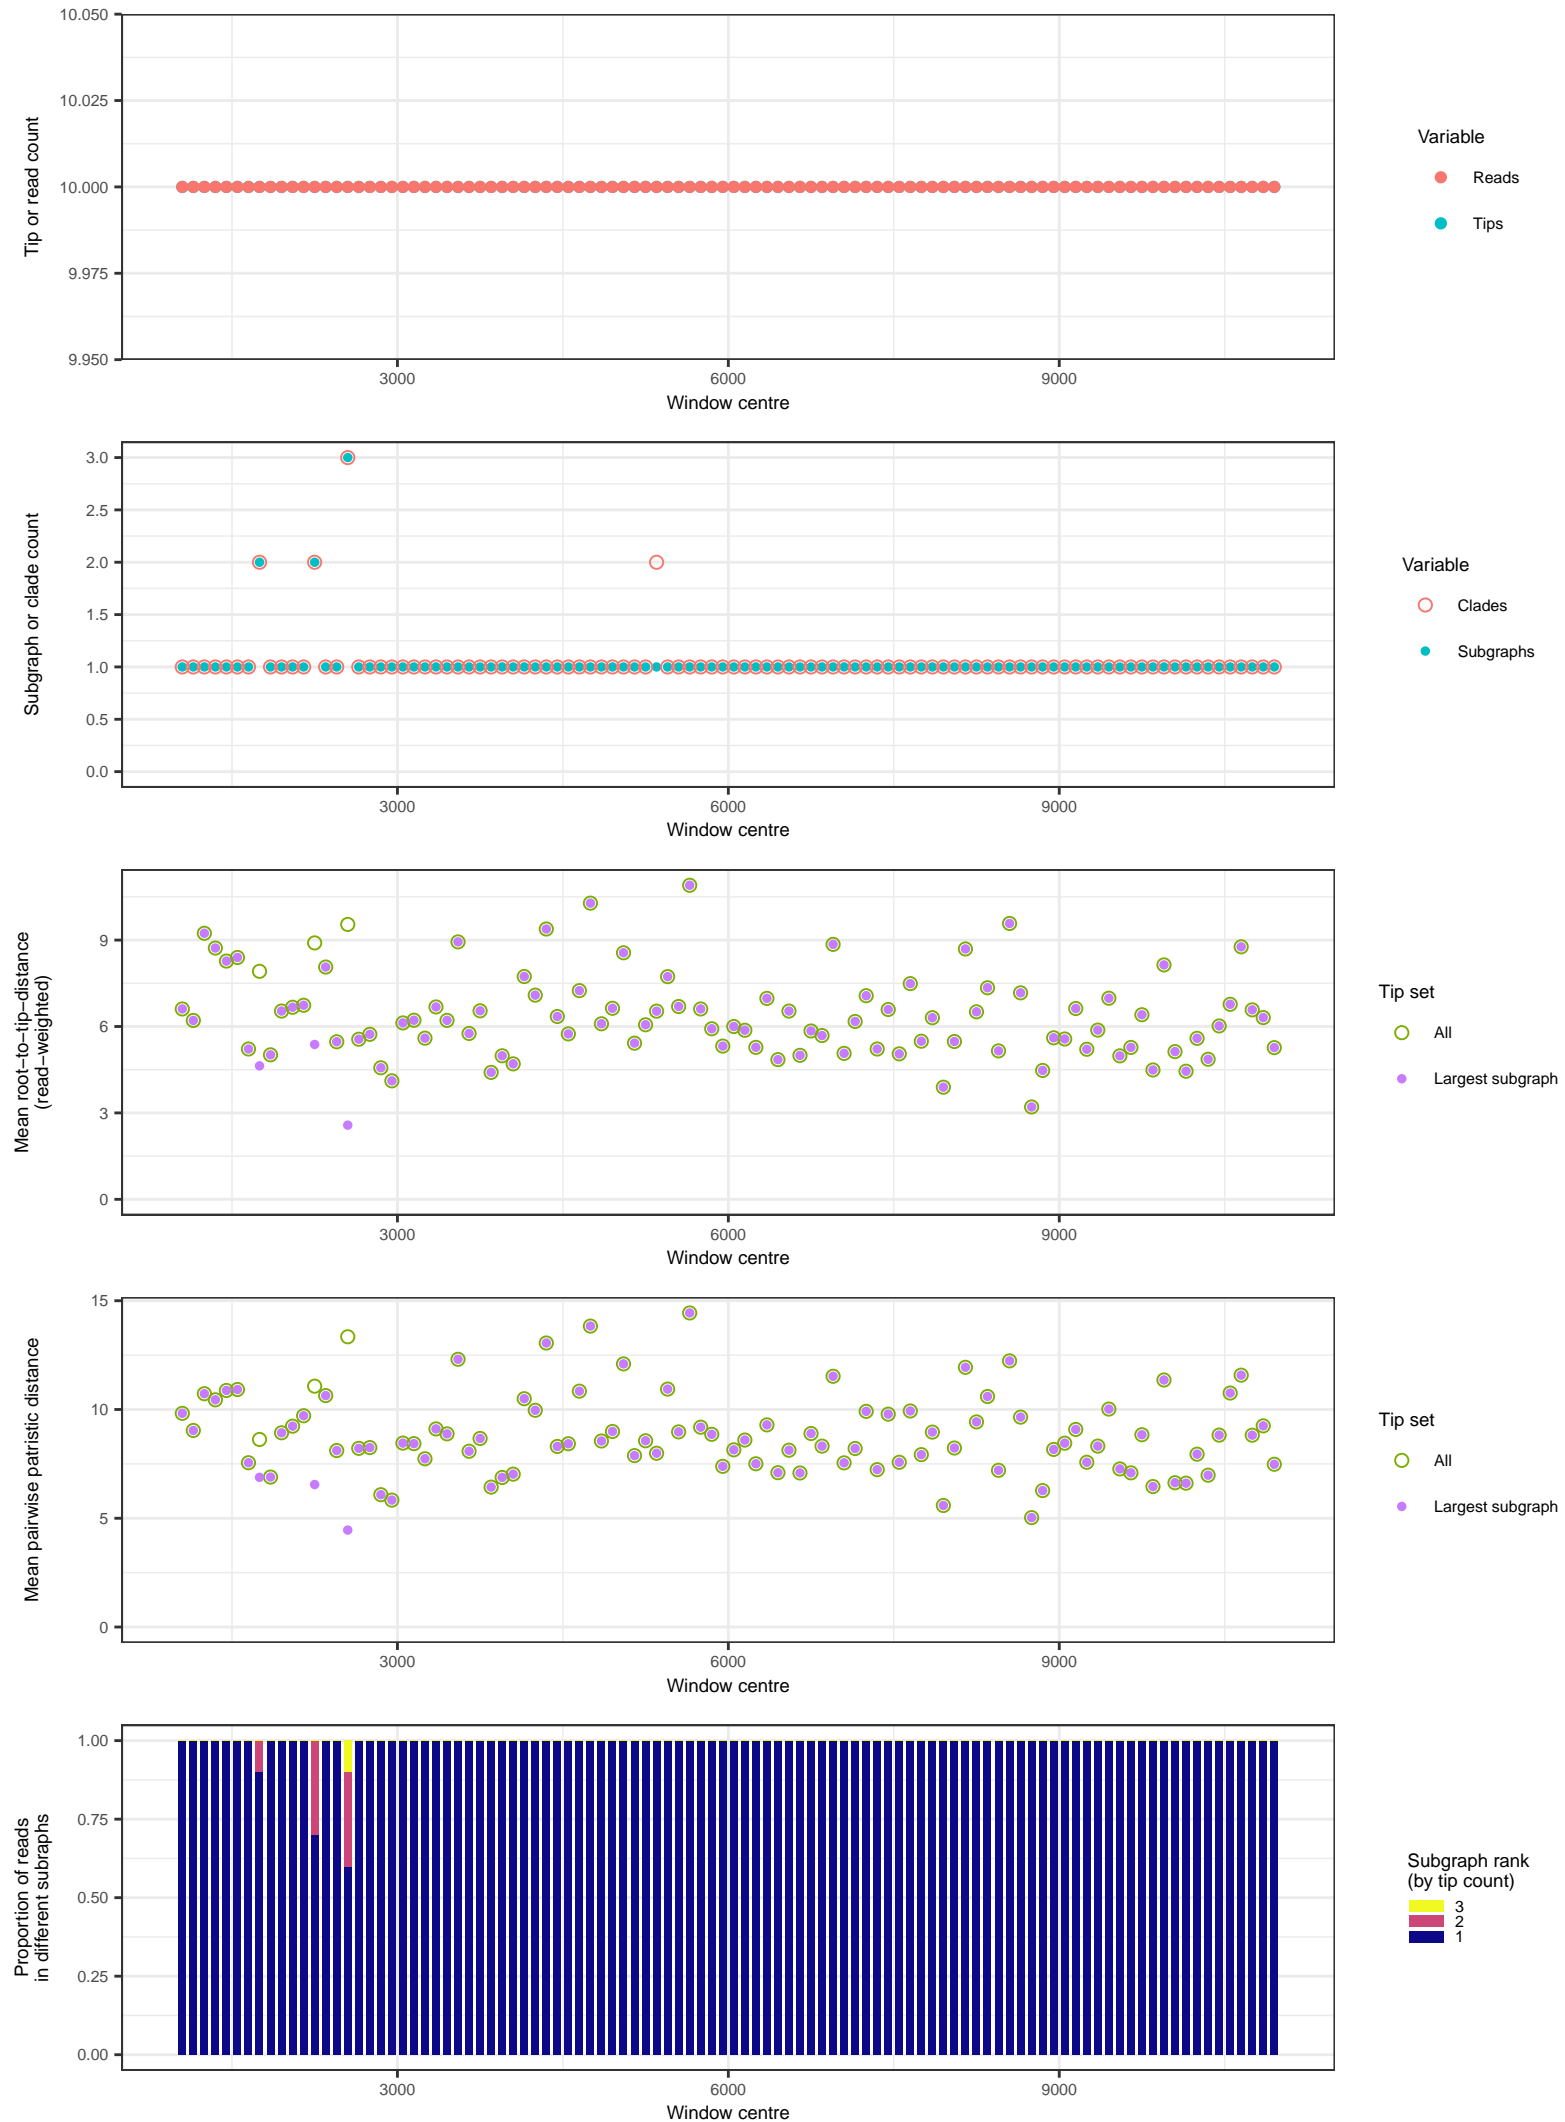 10.050
10.025
10.000
9.975
9.950
Tip or read count
3000 6000 9000
Window centre
Variable
Reads
Tips
3.0
2.5
2.0
1.5
1.0
0.5
0.0
Subgraph or clade count
3000 6000 9000
Window centre
Variable
Clades
Subgraphs
9
6
3
0
Mean root−to−tip−distance
(read−weighted)
3000 6000 9000
Window centre
Tip set
All
Largest subgraph
15
10
5
0
Mean pairwise patristic distance
3000 6000 9000
Window centre
Tip set
All
Largest subgraph
1.00
0.75
0.50
0.25
0.00
Proportion of reads
in different subraphs
3000 6000 9000
Window centre
Subgraph rank
(by tip count)
3
2
1